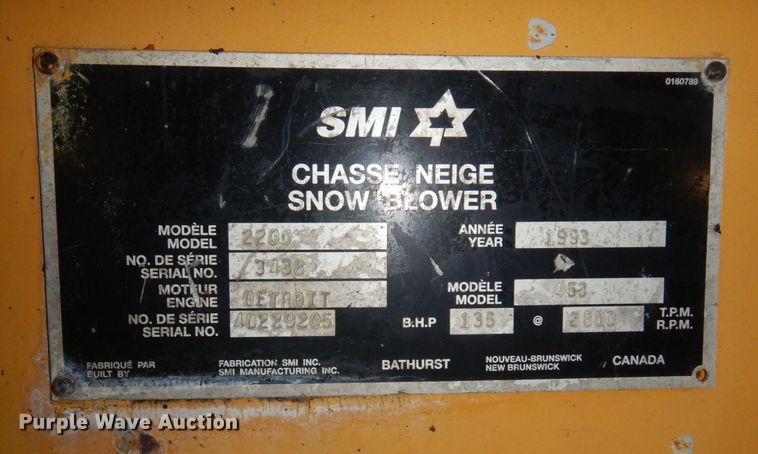 0160789
SMI
CHASSE NEIGE
SNOW BLOWER
MODÈLE
MODEL 2200
ANNÉE
YEAR 1993
NO. DE SÉRIE
SERIAL NO. 3438
MOTEUR
ENGINE DETROIT
MODÈLE
MODEL 453
NO. DE SÉRIE
SERIAL NO. 40229205
B.H.P 135 @ 2800 T.P.M.
R.P.M.
FABRIQUÉ PAR
BUILT BY
FABRICATION SMI INC.
SMI MANUFACTURING INC.
BATHURST
NOUVEAU-BRUNSWICK
NEW BRUNSWICK
CANADA
Purple Wave Auction